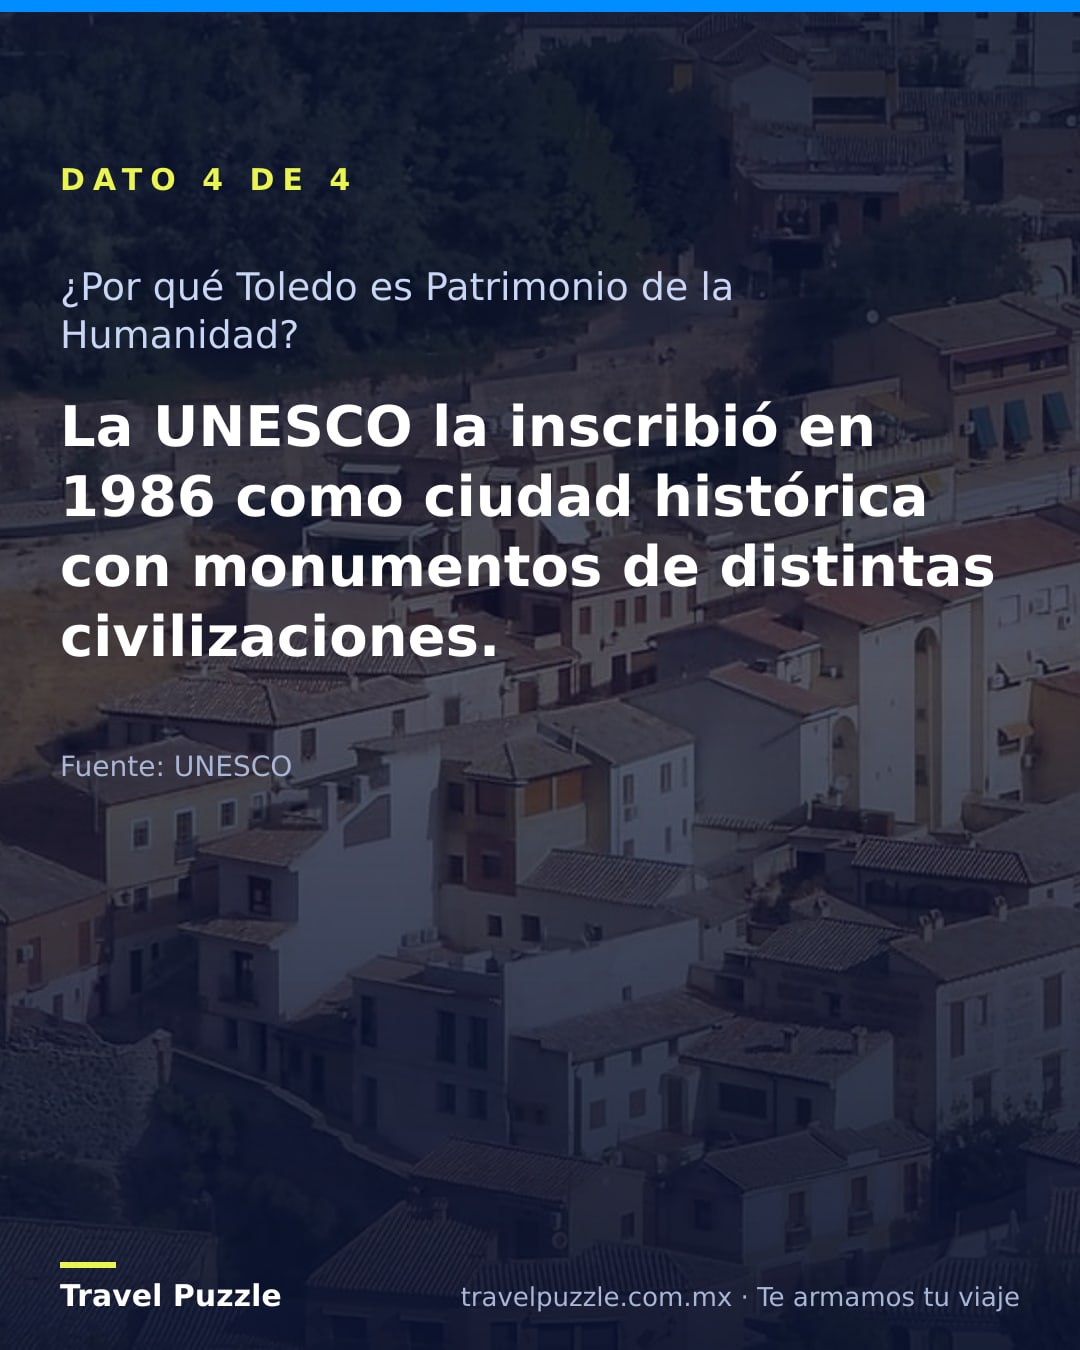 DATO 4 DE 4
¿Por qué Toledo es Patrimonio de la
Humanidad?
La UNESCO la inscribió en
1986 como ciudad histórica
con monumentos de distintas
civilizaciones.
Fuente: UNESCO
Travel Puzzle
travelpuzzle.com.mx · Te armamos tu viaje